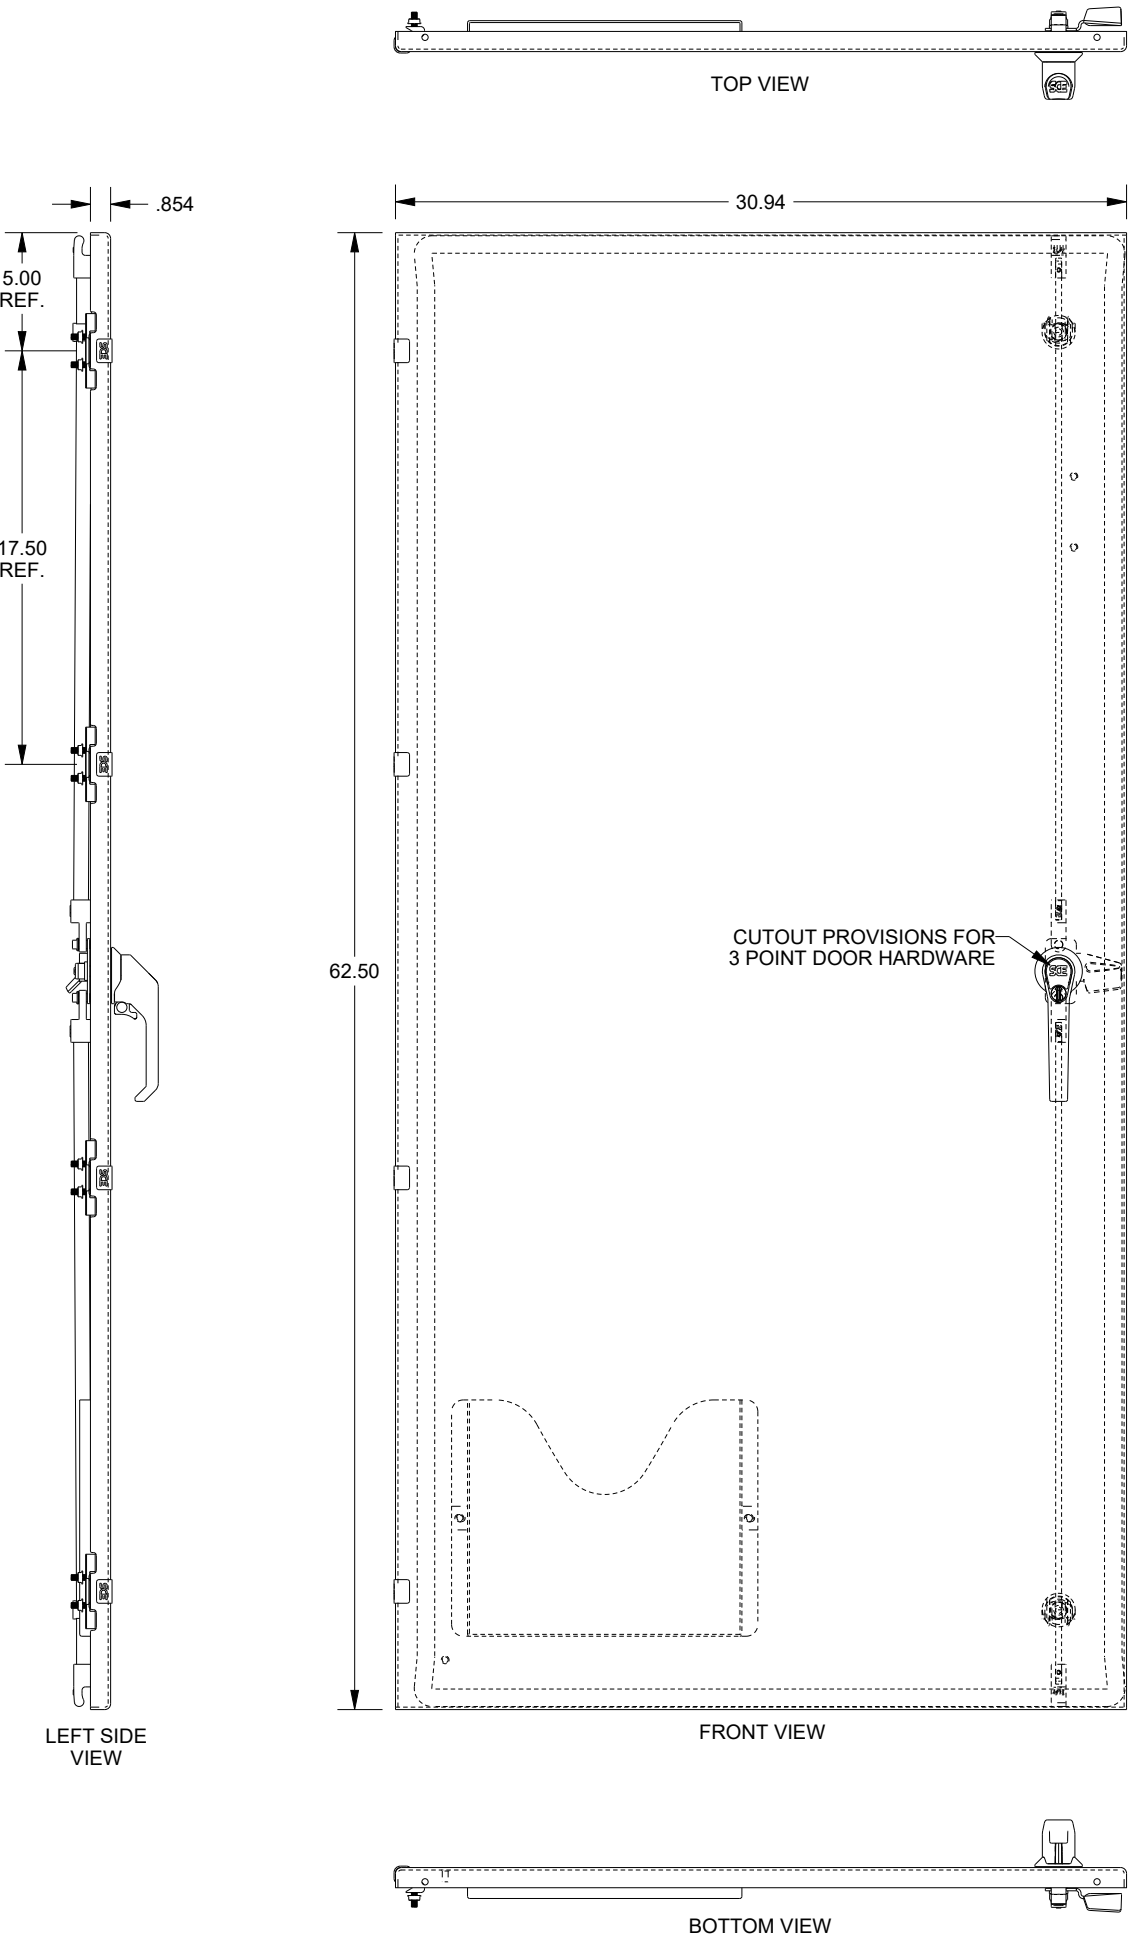 TOP VIEW
.854
30.94
5.00
REF.
17.50
REF.
CUTOUT PROVISIONS FOR
3 POINT DOOR HARDWARE
62.50
LEFT SIDE
VIEW
FRONT VIEW
BOTTOM VIEW